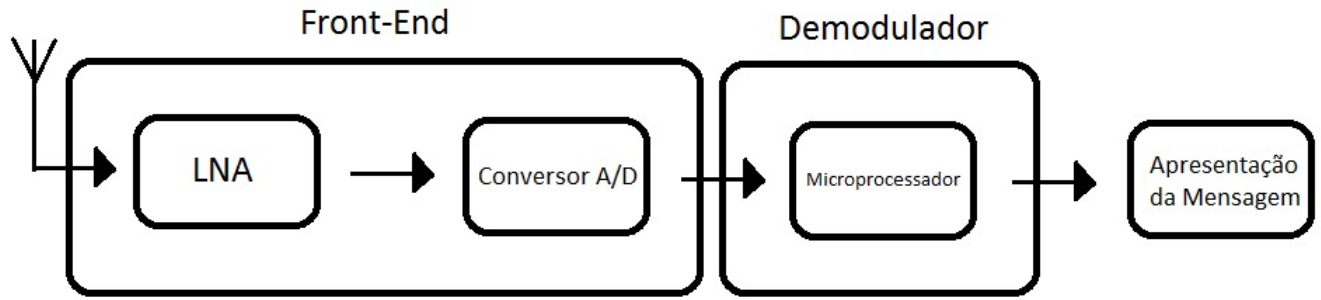 Front-End
Demodulador
LNA
Conversor A/D
Microprocessador
Apresentação
da Mensagem